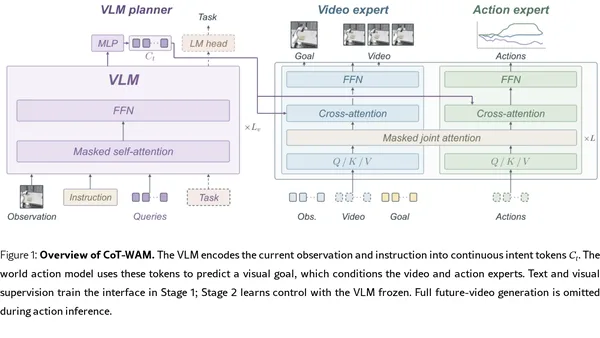 VLM planner
Task
Video expert
Action expert
MLP
C_t
LM head
Goal
Video
Actions
VLM
FFN
FFN
FFN
Cross-attention
Cross-attention
×L_v
Masked joint attention
×L
Masked self-attention
Q / K / V
Q / K / V
Observation
Instruction
Queries
Task
Obs.
Video
Goal
Actions
Figure 1: Overview of CoT-WAM. The VLM encodes the current observation and instruction into continuous intent tokens C_t. The
world action model uses these tokens to predict a visual goal, which conditions the video and action experts. Text and visual
supervision train the interface in Stage 1; Stage 2 learns control with the VLM frozen. Full future-video generation is omitted
during action inference.